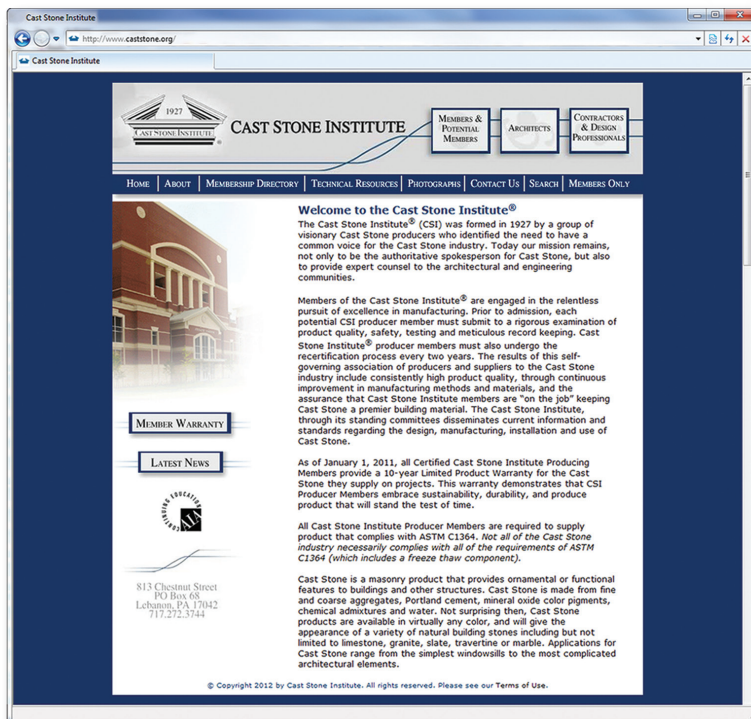 Cast Stone Institute
http://www.caststone.org/
Cast Stone Institute
1927
CAST STONE INSTITUTE
®
CAST STONE INSTITUTE
MEMBERS &
POTENTIAL
MEMBERS
ARCHITECTS
CONTRACTORS
& DESIGN
PROFESSIONALS
HOME | ABOUT | MEMBERSHIP DIRECTORY | TECHNICAL RESOURCES | PHOTOGRAPHS | CONTACT US | SEARCH | MEMBERS ONLY
Welcome to the Cast Stone Institute®
The Cast Stone Institute® (CSI) was formed in 1927 by a group of
visionary Cast Stone producers who identified the need to have a
common voice for the Cast Stone industry. Today our mission remains,
not only to be the authoritative spokesperson for Cast Stone, but also
to provide expert counsel to the architectural and engineering
communities.
Members of the Cast Stone Institute® are engaged in the relentless
pursuit of excellence in manufacturing. Prior to admission, each
potential CSI producer member must submit to a rigorous examination of
product quality, safety, testing and meticulous record keeping. Cast
Stone Institute® producer members must also undergo the
recertification process every two years. The results of this self-
governing association of producers and suppliers to the Cast Stone
industry include consistently high product quality, through continuous
improvement in manufacturing methods and materials, and the
assurance that Cast Stone Institute members are "on the job" keeping
Cast Stone a premier building material. The Cast Stone Institute,
through its standing committees disseminates current information and
standards regarding the design, manufacturing, installation and use of
Cast Stone.
As of January 1, 2011, all Certified Cast Stone Institute Producing
Members provide a 10-year Limited Product Warranty for the Cast
Stone they supply on projects. This warranty demonstrates that CSI
Producer Members embrace sustainability, durability, and produce
product that will stand the test of time.
All Cast Stone Institute Producer Members are required to supply
product that complies with ASTM C1364. Not all of the Cast Stone
industry necessarily complies with all of the requirements of ASTM
C1364 (which includes a freeze thaw component).
Cast Stone is a masonry product that provides ornamental or functional
features to buildings and other structures. Cast Stone is made from fine
and coarse aggregates, Portland cement, mineral oxide color pigments,
chemical admixtures and water. Not surprising then, Cast Stone
products are available in virtually any color, and will give the
appearance of a variety of natural building stones including but not
limited to limestone, granite, slate, travertine or marble. Applications for
Cast Stone range from the simplest windowsills to the most complicated
architectural elements.
MEMBER WARRANTY
LATEST NEWS
CONTINUING EDUCATION
AIA
813 Chestnut Street
PO Box 68
Lebanon, PA 17042
717.272.3744
© Copyright 2012 by Cast Stone Institute. All rights reserved. Please see our Terms of Use.